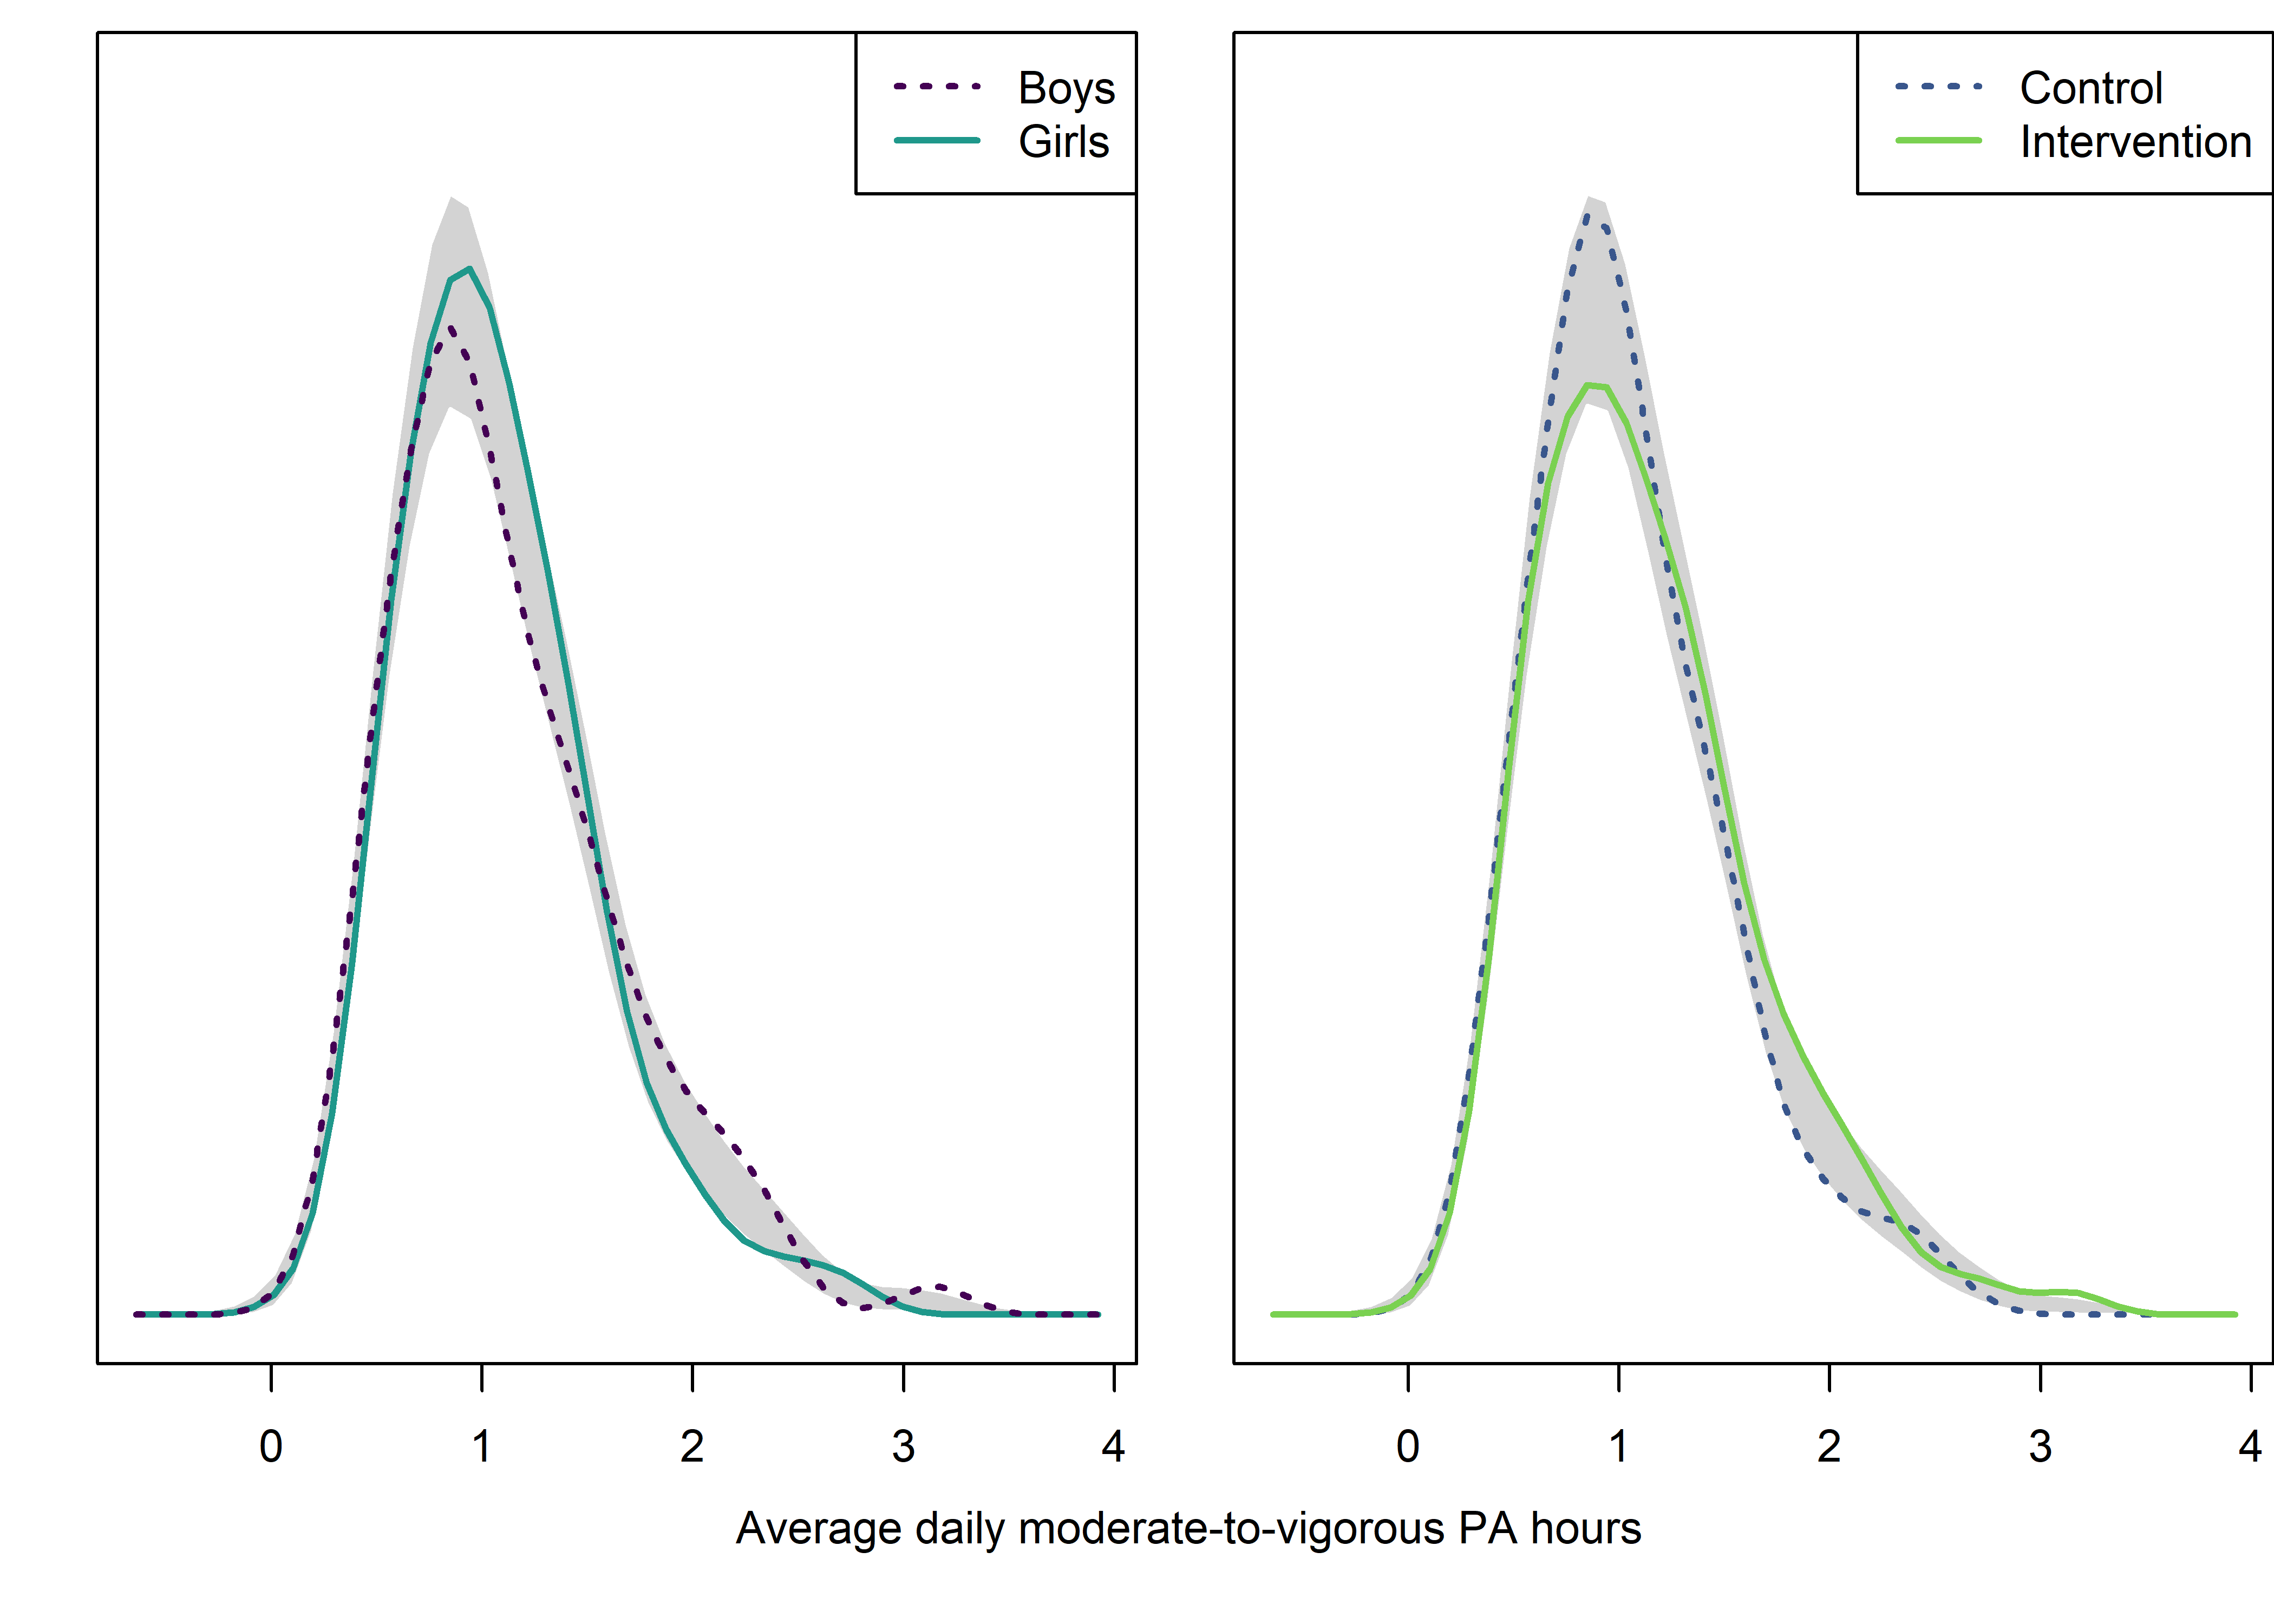 Boys
Girls
Control
Intervention
0 1 2 3 4
0 1 2 3 4
Average daily moderate-to-vigorous PA hours